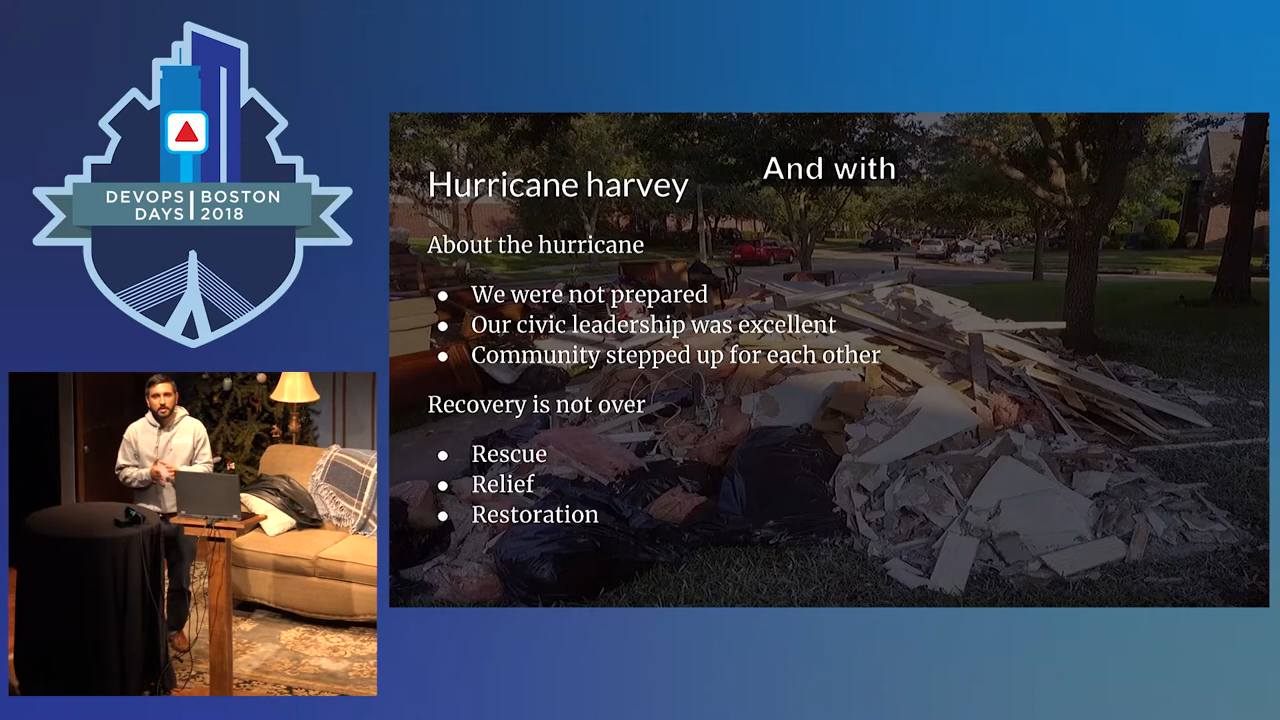 DEVOPS BOSTON
DAYS 2018
And with
Hurricane harvey
About the hurricane
● We were not prepared
● Our civic leadership was excellent
● Community stepped up for each other
Recovery is not over
● Rescue
● Relief
● Restoration